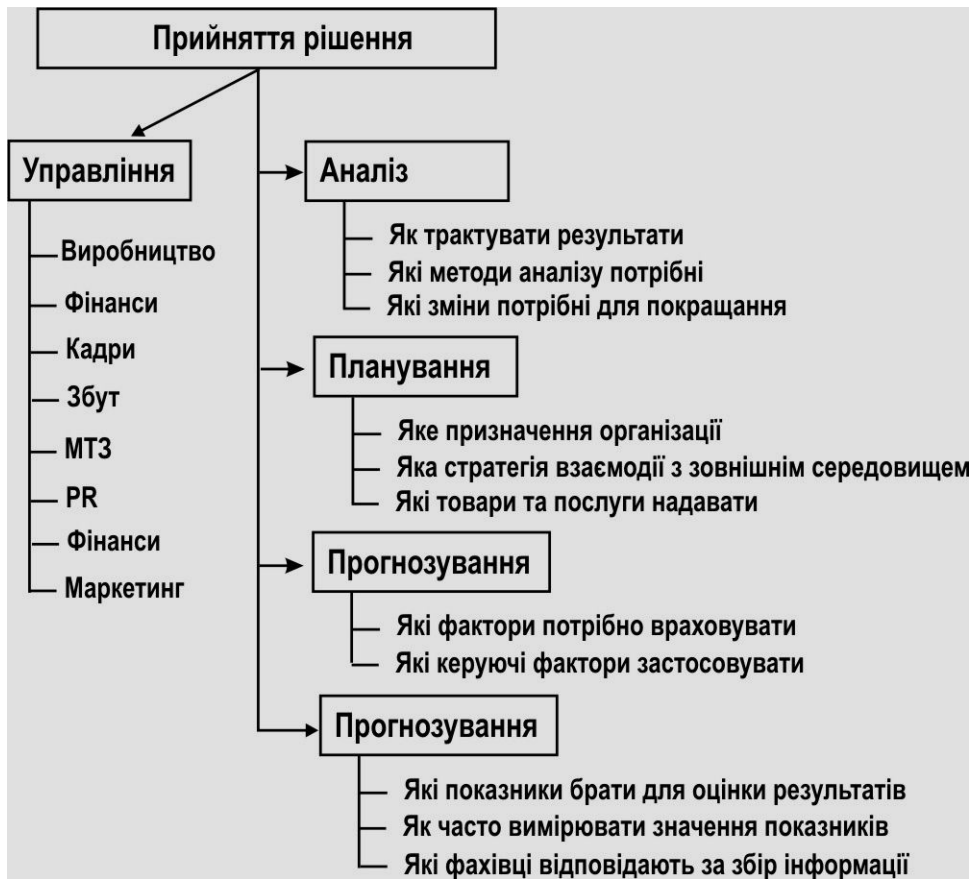 Прийняття рішення
Управління
Виробництво
Фінанси
Кадри
Збут
МТЗ
PR
Фінанси
Маркетинг
Аналіз
Як трактувати результати
Які методи аналізу потрібні
Які зміни потрібні для покращання
Планування
Яке призначення організації
Яка стратегія взаємодії з зовнішнім середовищем
Які товари та послуги надавати
Прогнозування
Які фактори потрібно враховувати
Які керуючі фактори застосовувати
Прогнозування
Які показники брати для оцінки результатів
Як часто вимірювати значення показників
Які фахівці відповідають за збір інформації